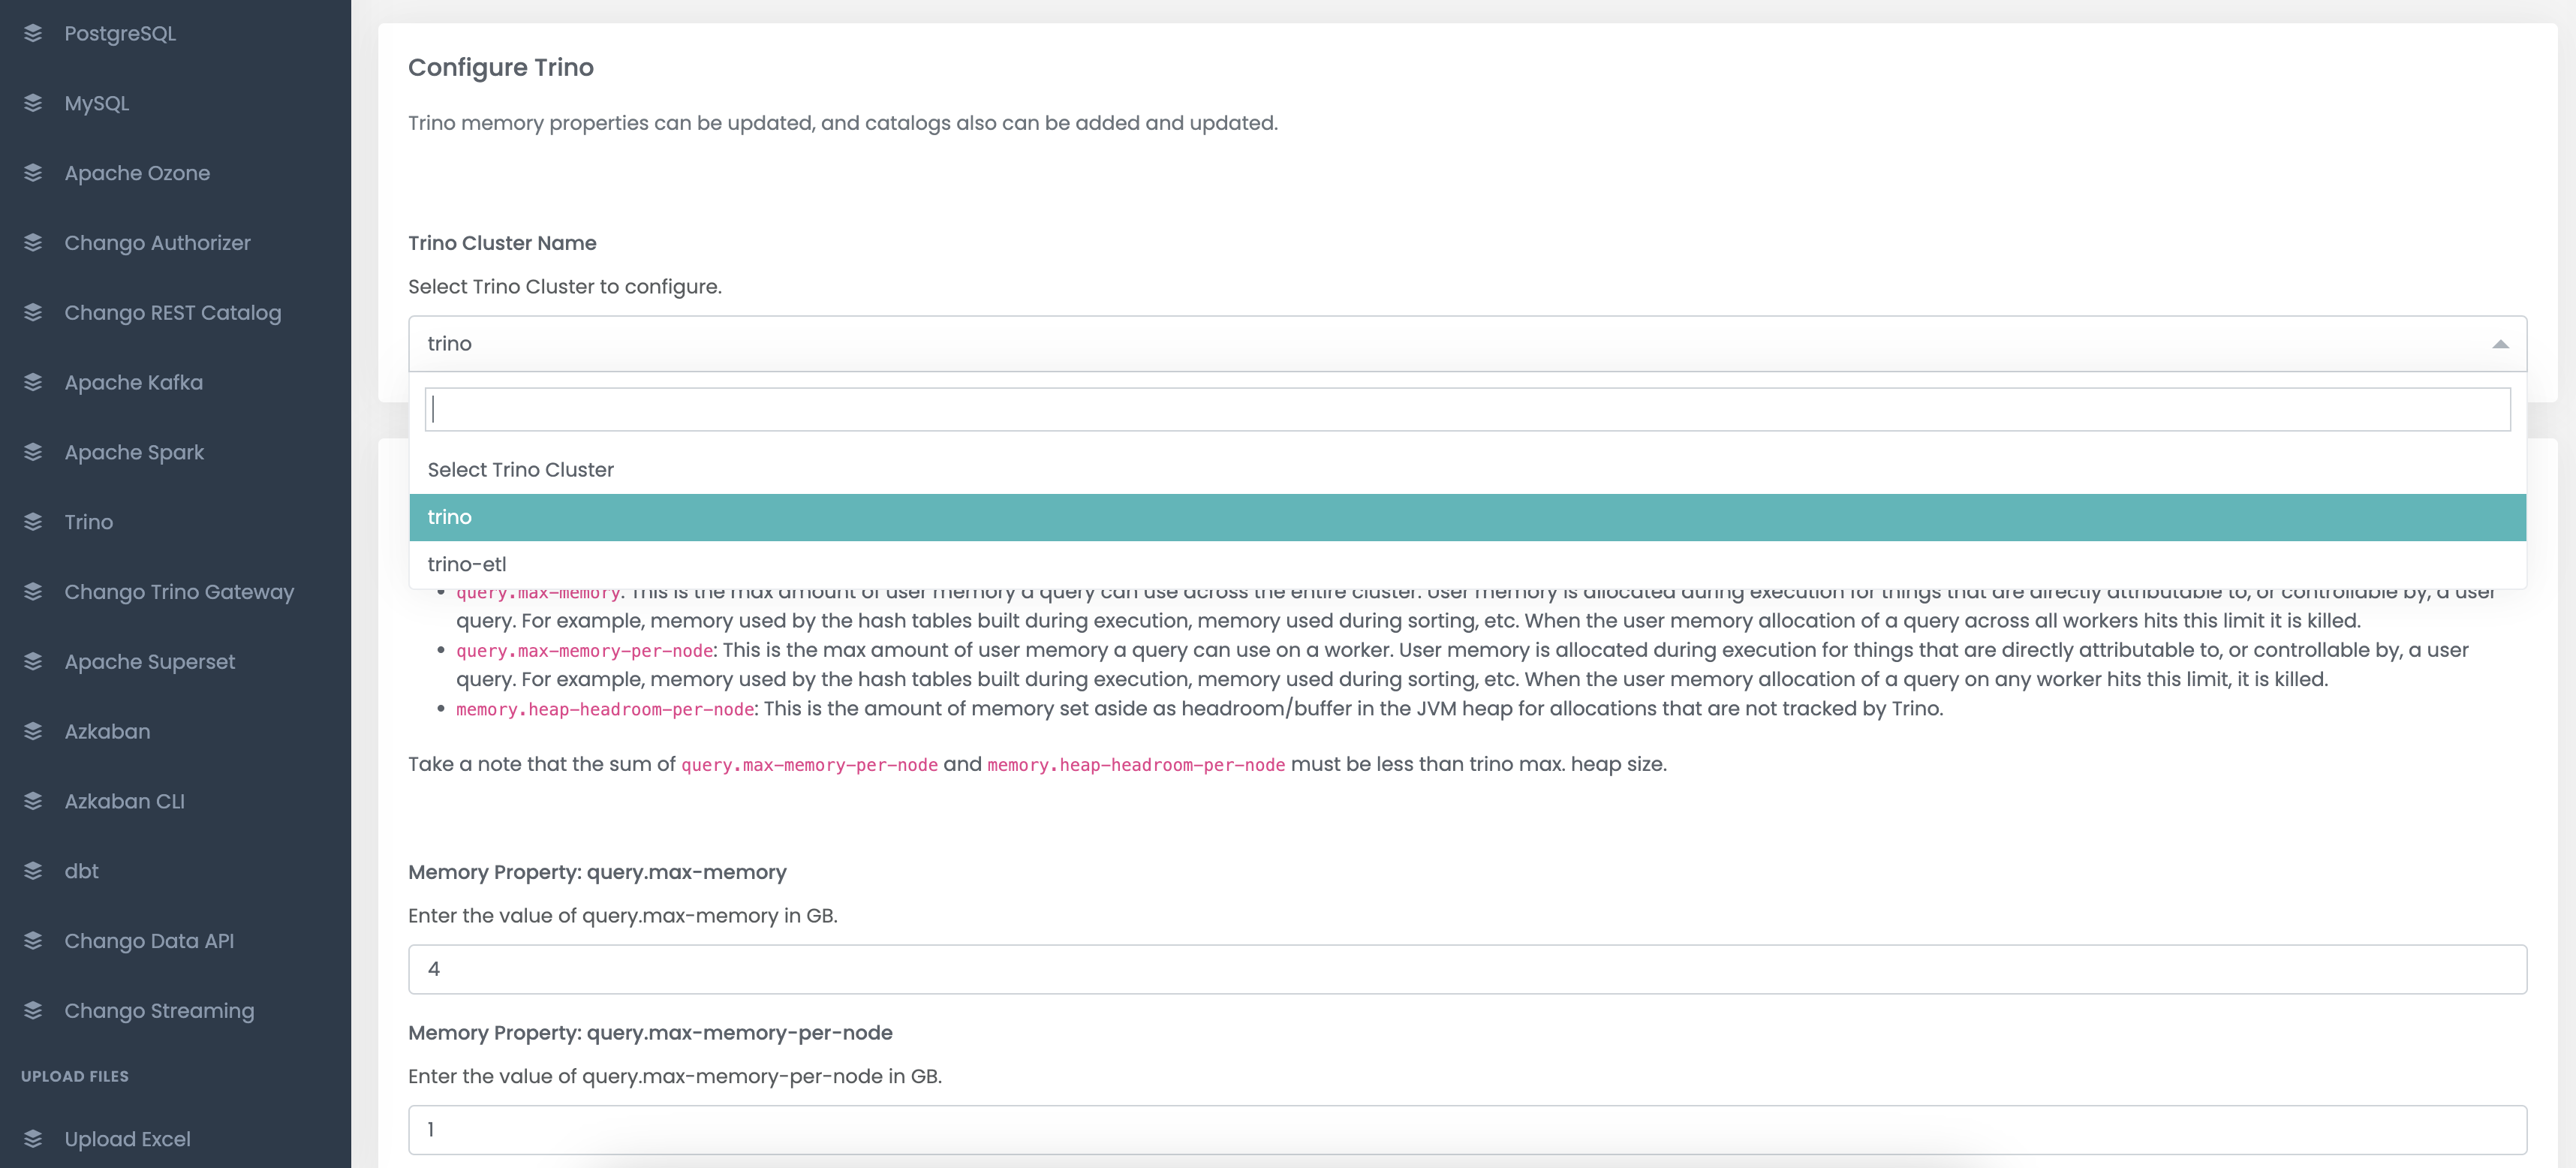 PostgreSQL
MySQL
Apache Ozone
Chango Authorizer
Chango REST Catalog
Apache Kafka
Apache Spark
Trino
Chango Trino Gateway
Apache Superset
Azkaban
Azkaban CLI
dbt
Chango Data API
Chango Streaming
UPLOAD FILES
Upload Excel
Configure Trino
Trino memory properties can be updated, and catalogs also can be added and updated.
Trino Cluster Name
Select Trino Cluster to configure.
trino
Select Trino Cluster
trino
trino-etl
query.max-memory: This is the max amount of user memory a query can use across the entire cluster. User memory is allocated during execution for things that are directly attributable to, or controllable by, a user
query. For example, memory used by the hash tables built during execution, memory used during sorting, etc. When the user memory allocation of a query across all workers hits this limit it is killed.
query.max-memory-per-node: This is the max amount of user memory a query can use on a worker. User memory is allocated during execution for things that are directly attributable to, or controllable by, a user
query. For example, memory used by the hash tables built during execution, memory used during sorting, etc. When the user memory allocation of a query on any worker hits this limit, it is killed.
memory.heap-headroom-per-node: This is the amount of memory set aside as headroom/buffer in the JVM heap for allocations that are not tracked by Trino.
Take a note that the sum of query.max-memory-per-node and memory.heap-headroom-per-node must be less than trino max. heap size.
Memory Property: query.max-memory
Enter the value of query.max-memory in GB.
4
Memory Property: query.max-memory-per-node
Enter the value of query.max-memory-per-node in GB.
1